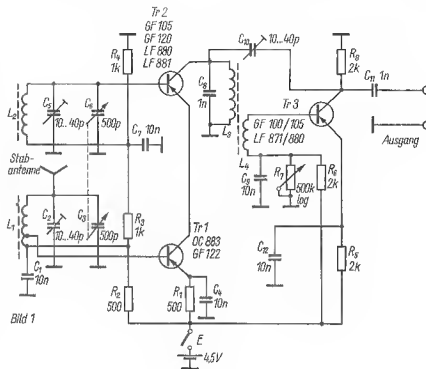 Tr 2
GF 105
GF 120
LF 880
LF 881
R4
1k
C10
10...40p
C8
1n
L3
R8
2k
C11 1n
Tr 3
GF 100/105
LF 871/880
Ausgang
L2
C5
10...40p
C6
500p
C7 10n
L4
C9
10n
R7
500k
log
R6
2k
Stab-
antenne
L1
C2
10...40p
C3
500p
R3
1k
Tr 1
OC 883
GF 122
C12
10n
R5
2k
C1
10n
R2
500
R1
500
C4
10n
Bild 1
E
4,5V